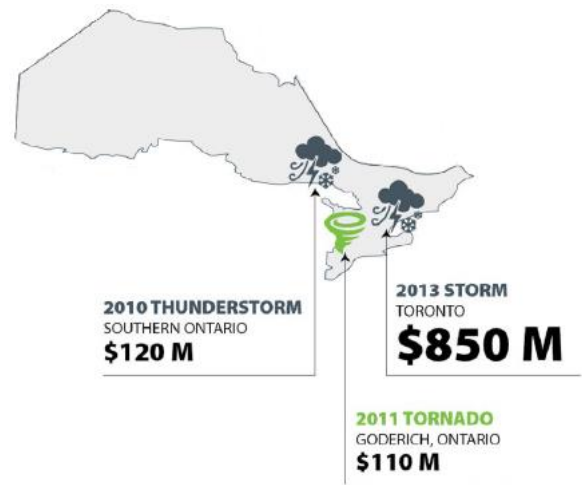 2010 THUNDERSTORM
SOUTHERN ONTARIO
$120 M
2013 STORM
TORONTO
$850 M
2011 TORNADO
GODERICH, ONTARIO
$110 M